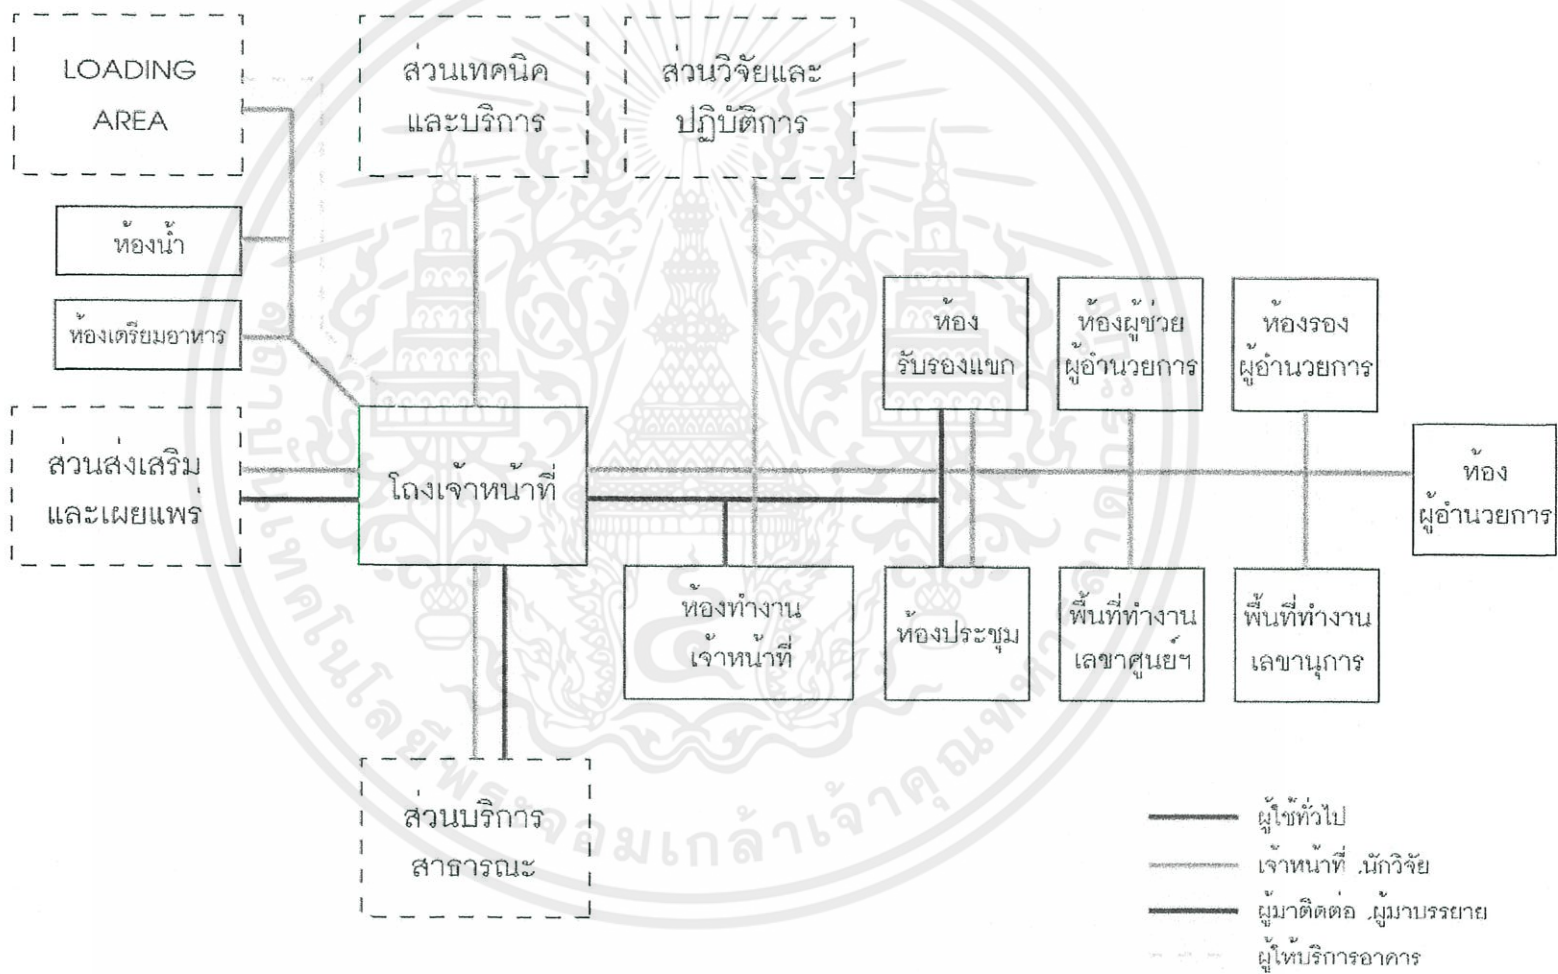 LOADING
AREA
ส่วนเทคนิค
และบริการ
ส่วนวิจัยและ
ปฏิบัติการ
ห้องน้ำ
ห้องเตรียมอาหาร
ห้อง
รับรองแขก
ห้องผู้ช่วย
ผู้อำนวยการ
ห้องรอง
ผู้อำนวยการ
ส่วนส่งเสริม
และเผยแพร่
โถงเจ้าหน้าที่
ห้อง
ผู้อำนวยการ
ห้องทำงาน
เจ้าหน้าที่
ห้องประชุม
พื้นที่ทำงาน
เลขาศูนย์ฯ
พื้นที่ทำงาน
เลขานุการ
ส่วนบริการ
สาธารณะ
ผู้ใช้ทั่วไป
เจ้าหน้าที่ ,นักวิจัย
ผู้มาติดต่อ ,ผู้มาบรรยาย
ผู้ให้บริการอาคาร